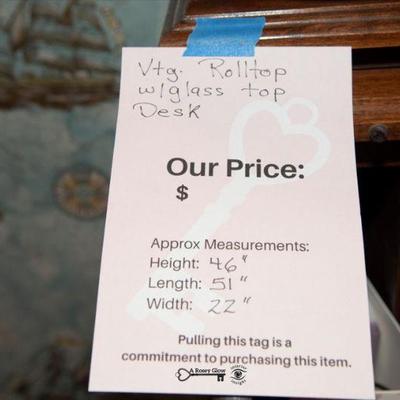 Vtg. Rolltop
w/glass top
Desk
Our Price:
$
Approx Measurements:
Height: 46"
Length: 51"
Width: 22"
Pulling this tag is a
commitment to purchasing this item.
A Rosey Glow